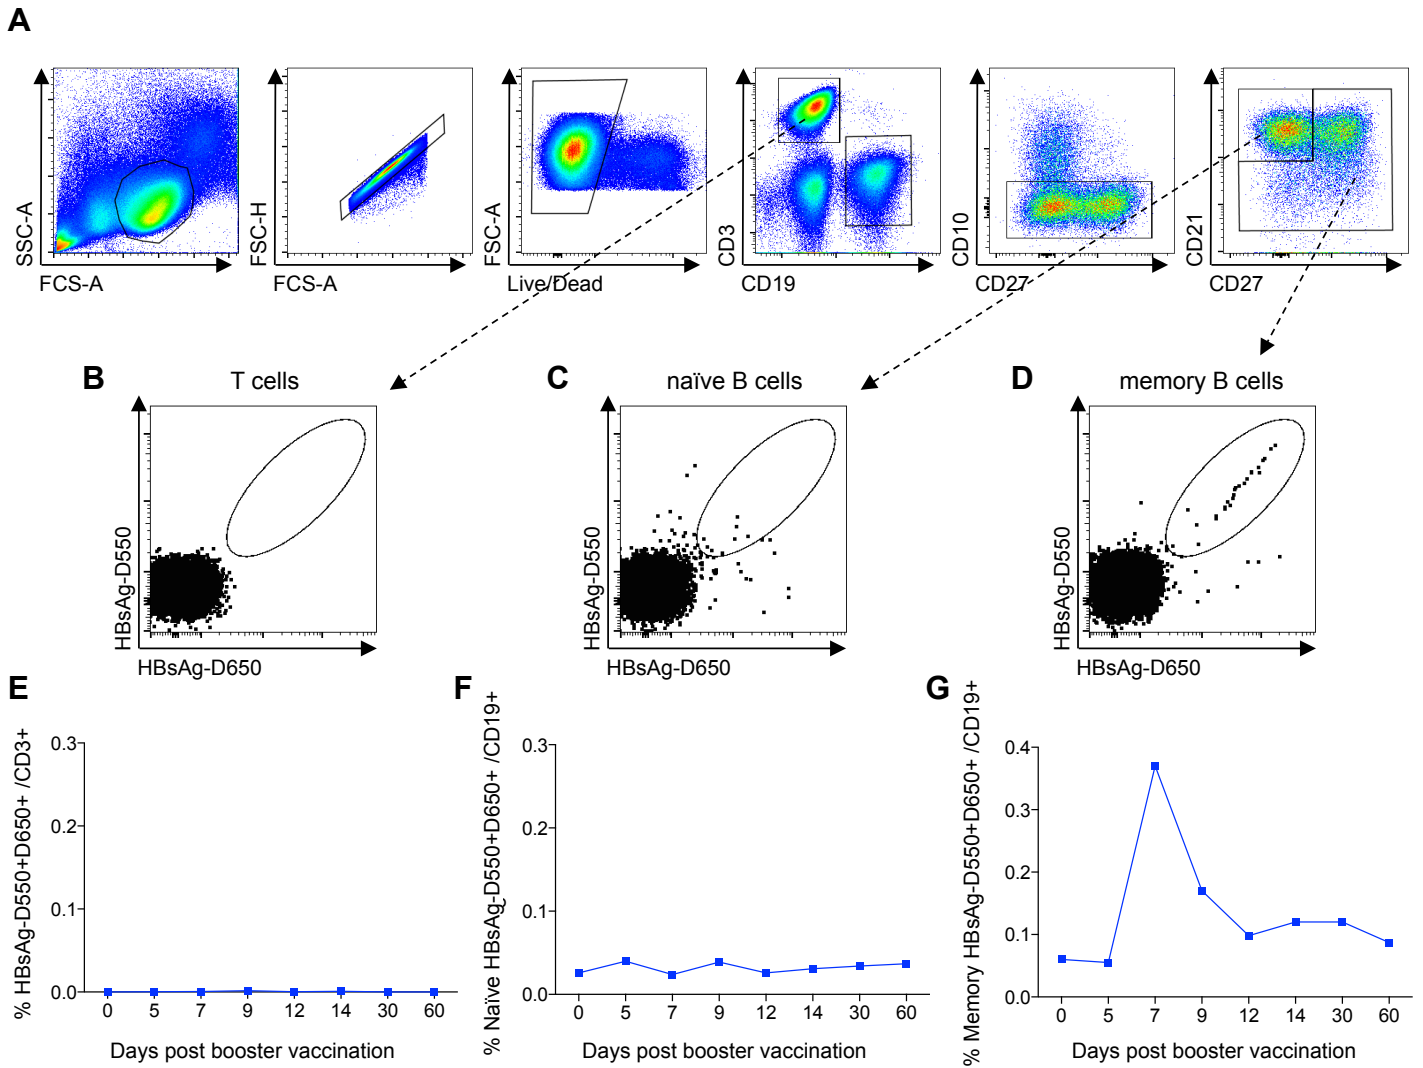 A
SSC-A
FCS-A
FSC-H
FCS-A
FSC-A
Live/Dead
CD3
CD19
CD10
CD27
CD21
CD27
B
T cells
HBsAg-D550
HBsAg-D650
C
naïve B cells
HBsAg-D550
HBsAg-D650
D
memory B cells
HBsAg-D550
HBsAg-D650
E
% HBsAg-D550+D650+ /CD3+
0.3
0.2
0.1
0.0
0 5 7 9 12 14 30 60
Days post booster vaccination
F
% Naïve HBsAg-D550+D650+ /CD19+
0.3
0.2
0.1
0.0
0 5 7 9 12 14 30 60
Days post booster vaccination
G
% Memory HBsAg-D550+D650+ /CD19+
0.4
0.3
0.2
0.1
0.0
0 5 7 9 12 14 30 60
Days post booster vaccination